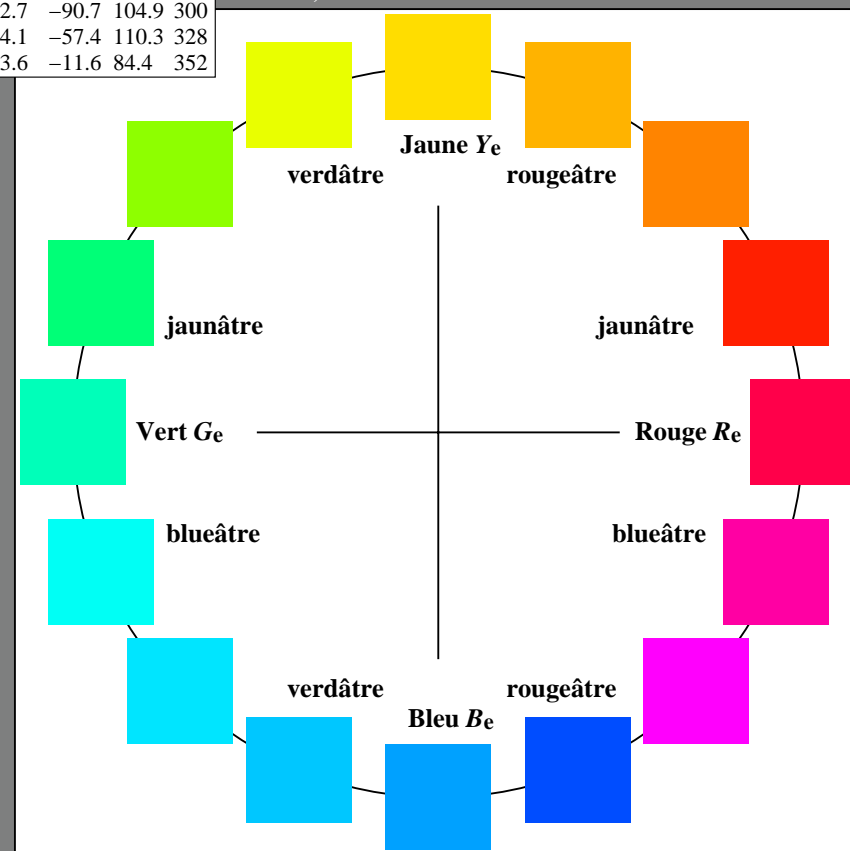 2.7 −90.7 104.9 300
4.1 −57.4 110.3 328
3.6 −11.6 84.4 352
Jaune Ye
verdâtre rougeâtre
jaunâtre jaunâtre
Vert Ge Rouge Re
blueâtre blueâtre
verdâtre rougeâtre
Bleu Be